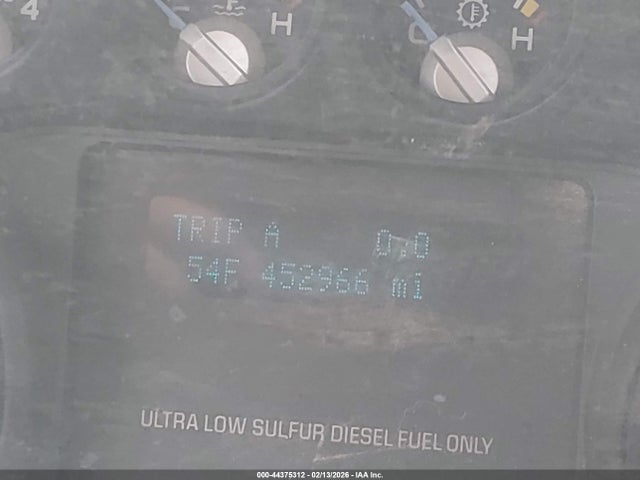 4
H
C H
TRIP A 0.0
54F 452966 mi
ULTRA LOW SULFUR DIESEL FUEL ONLY
000-44375312 - 02/13/2026 - IAA Inc.